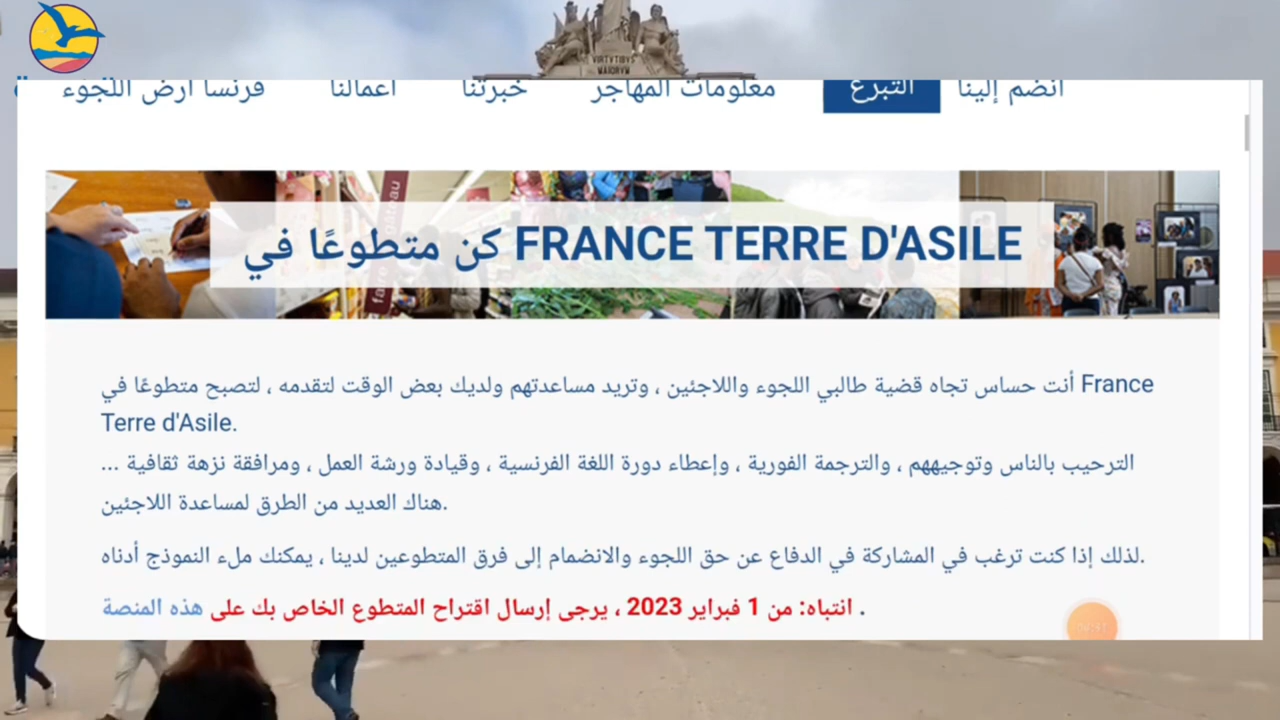 VIRTVTIBVS
MAIORVM
انضم إلينا
التبرع
معلومات المهاجر
خبرتنا
أعمالنا
فرنسا أرض اللجوء
كن متطوعًا في FRANCE TERRE D'ASILE
أنت حساس تجاه قضية طالبي اللجوء واللاجئين ، وتريد مساعدتهم ولديك بعض الوقت لتقدمه ، لتصبح متطوعًا في France
Terre d'Asile.
الترحيب بالناس وتوجيههم ، والترجمة الفورية ، وإعطاء دورة اللغة الفرنسية ، وقيادة ورشة العمل ، ومرافقة نزهة ثقافية ...
هناك العديد من الطرق لمساعدة اللاجئين.
لذلك إذا كنت ترغب في المشاركة في الدفاع عن حق اللجوء والانضمام إلى فرق المتطوعين لدينا ، يمكنك ملء النموذج أدناه.
انتباه: من 1 فبراير 2023 ، يرجى إرسال اقتراح المتطوع الخاص بك على هذه المنصة .